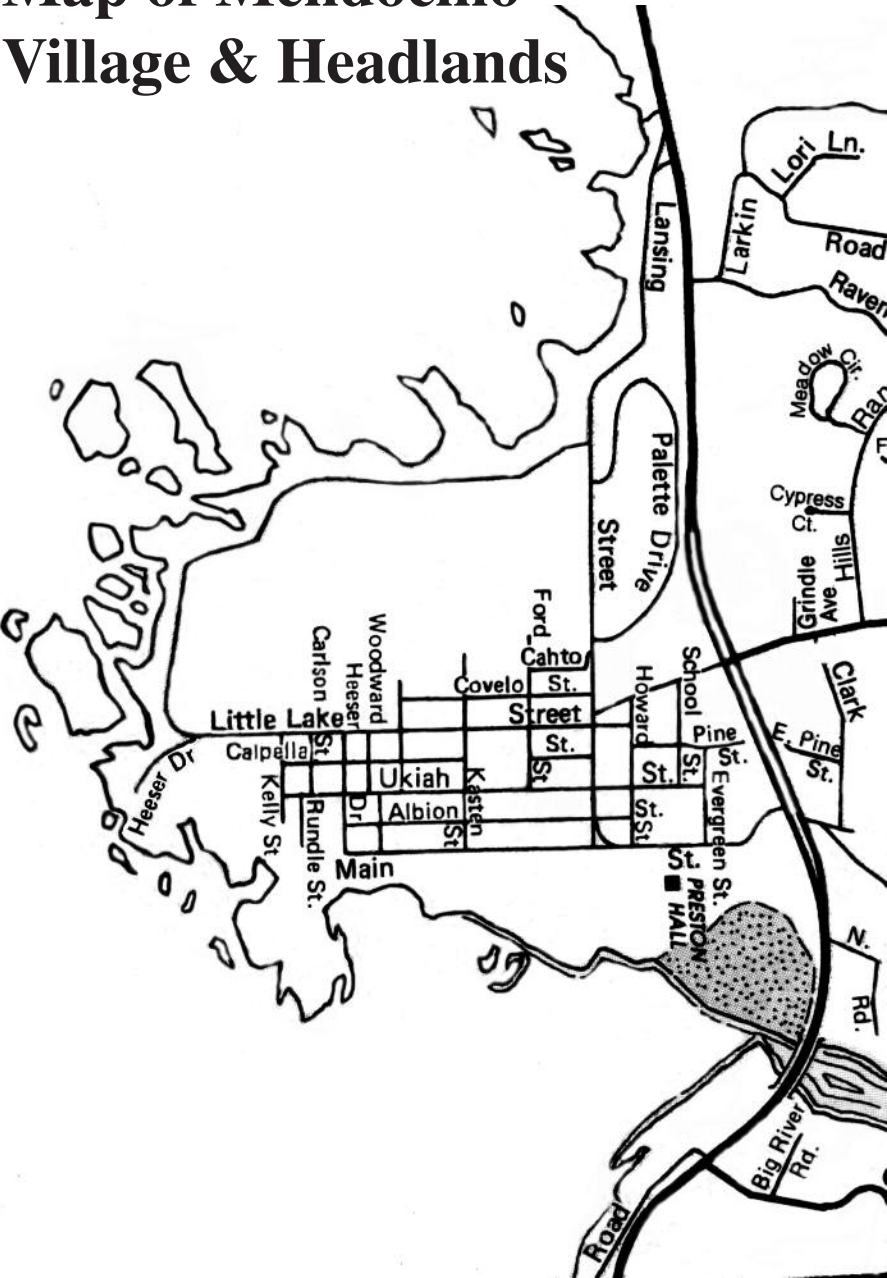 Village & Headlands
Lori Ln.
Larkin
Road
Lansing
Street
Meadow Cir.
Palette Drive
Cypress
Ct.
Hills
Grindle
Ave
Ford
Cahto
St.
Covelo St.
Woodward
Heeser
Dr
Carlson
St.
School
St.
Howard
St.
Clark
Little Lake Street
Pine
St.
E. Pine
St.
Calpella St.
Ukiah St.
St
Kasten
St
Kelly St
Rundle St.
Albion St.
Evergreen St.
Heeser Dr
Main St.
PRESTON
HALL
N.
Rd.
Big River
Rd.
Road